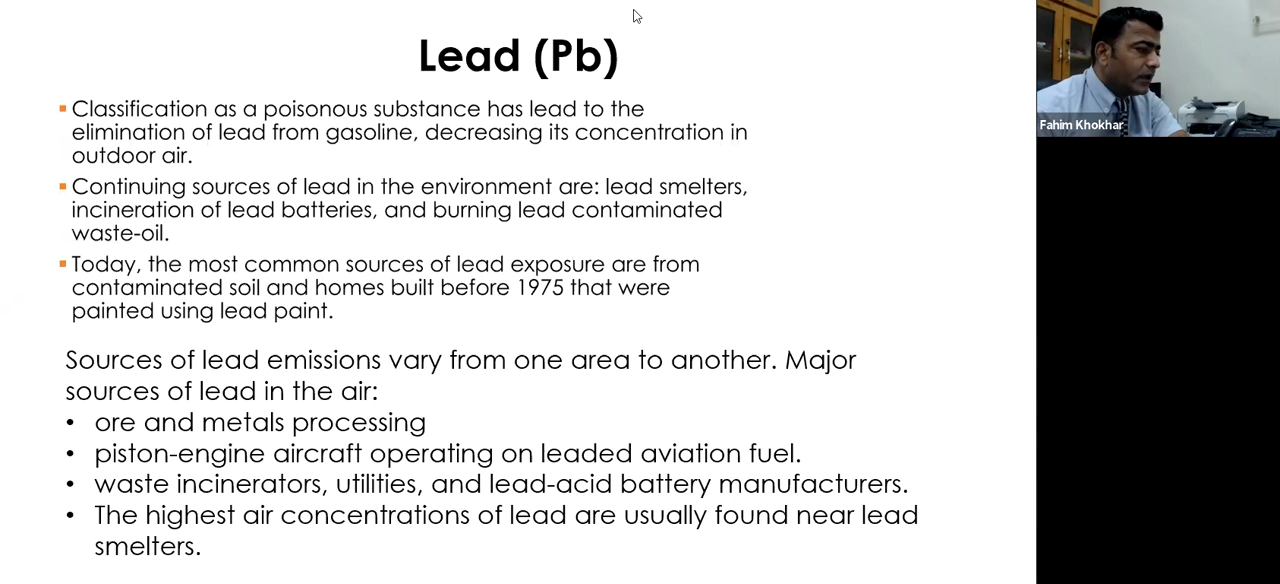 Lead (Pb)
▪ Classification as a poisonous substance has lead to the
elimination of lead from gasoline, decreasing its concentration in
outdoor air.
▪ Continuing sources of lead in the environment are: lead smelters,
incineration of lead batteries, and burning lead contaminated
waste-oil.
▪ Today, the most common sources of lead exposure are from
contaminated soil and homes built before 1975 that were
painted using lead paint.
Sources of lead emissions vary from one area to another. Major
sources of lead in the air:
• ore and metals processing
• piston-engine aircraft operating on leaded aviation fuel.
• waste incinerators, utilities, and lead-acid battery manufacturers.
• The highest air concentrations of lead are usually found near lead
smelters.
Fahim Khokhar